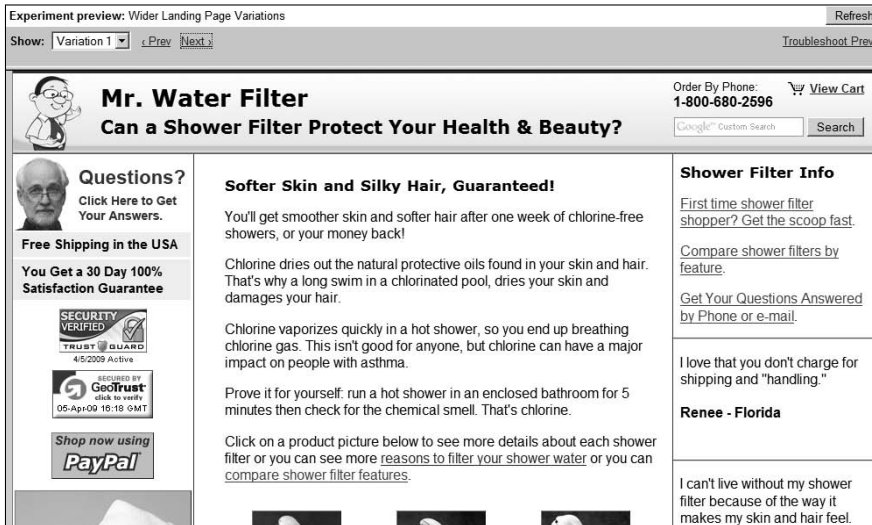 Experiment preview: Wider Landing Page Variations
Refresh
Show: Variation 1 ‹ Prev Next ›
Troubleshoot Prev
Mr. Water Filter
Can a Shower Filter Protect Your Health & Beauty?
Order By Phone:
1-800-680-2596
View Cart
Google™ Custom Search
Search
Questions?
Click Here to Get
Your Answers.
Free Shipping in the USA
You Get a 30 Day 100%
Satisfaction Guarantee
SECURITY
VERIFIED
TRUST GUARD
4/5/2009 Active
SECURED BY
GeoTrust
click to verify
05-Apr-09 16:18 GMT
Shop now using
PayPal
Softer Skin and Silky Hair, Guaranteed!
You'll get smoother skin and softer hair after one week of chlorine-free
showers, or your money back!
Chlorine dries out the natural protective oils found in your skin and hair.
That's why a long swim in a chlorinated pool, dries your skin and
damages your hair.
Chlorine vaporizes quickly in a hot shower, so you end up breathing
chlorine gas. This isn't good for anyone, but chlorine can have a major
impact on people with asthma.
Prove it for yourself: run a hot shower in an enclosed bathroom for 5
minutes then check for the chemical smell. That's chlorine.
Click on a product picture below to see more details about each shower
filter or you can see more reasons to filter your shower water or you can
compare shower filter features.
Shower Filter Info
First time shower filter
shopper? Get the scoop fast.
Compare shower filters by
feature.
Get Your Questions Answered
by Phone or e-mail.
I love that you don't charge for
shipping and "handling."
Renee - Florida
I can't live without my shower
filter because of the way it
makes my skin and hair feel.